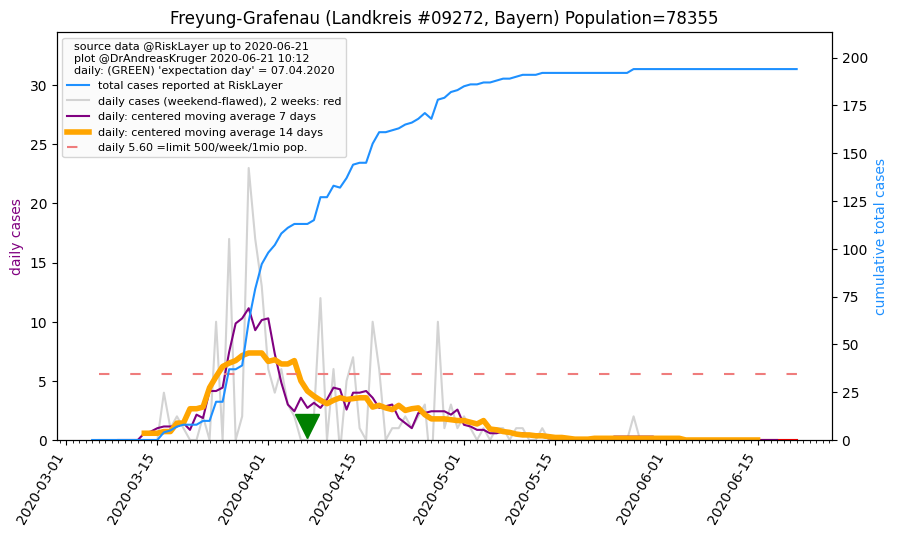 Freyung-Grafenau (Landkreis #09272, Bayern) Population=78355
source data @RiskLayer up to 2020-06-21
plot @DrAndreasKruger 2020-06-21 10:12
daily: (GREEN) 'expectation day' = 07.04.2020
total cases reported at RiskLayer
daily cases (weekend-flawed), 2 weeks: red
daily: centered moving average 7 days
daily: centered moving average 14 days
daily 5.60 =limit 500/week/1mio pop.
daily cases
30
25
20
15
10
5
0
cumulative total cases
200
175
150
125
100
75
50
25
0
2020-03-01
2020-03-15
2020-04-01
2020-04-15
2020-05-01
2020-05-15
2020-06-01
2020-06-15